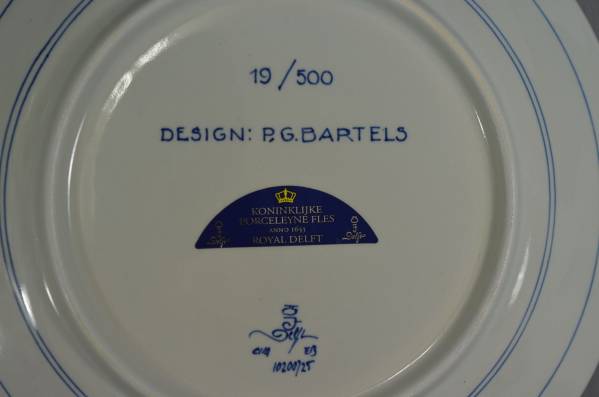 19/500
DESIGN: P.G. BARTELS
KONINKLIJKE
PORCELEYNE FLES
ANNO 1653
ROYAL DELFT
Delft
10200/25